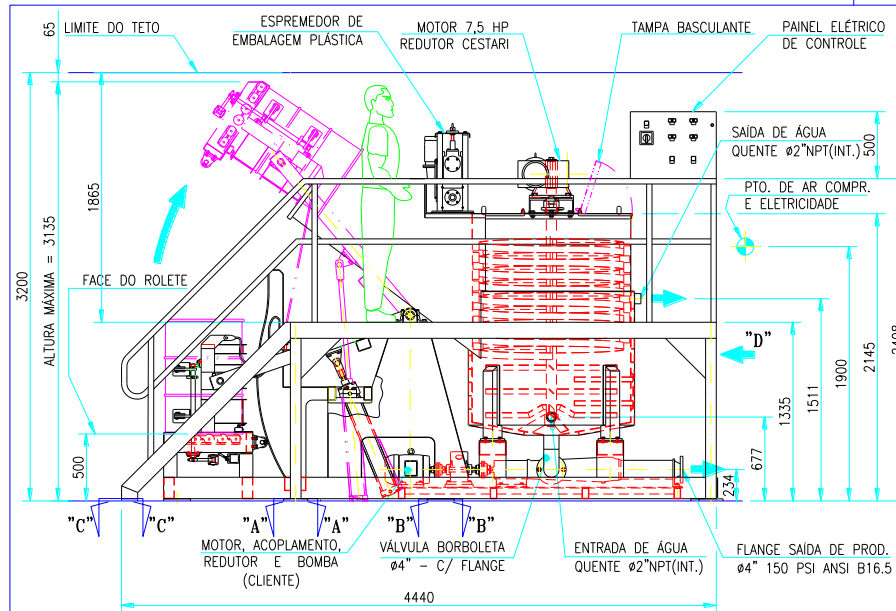 65
LIMITE DO TETO
ESPREMEDOR DE
EMBALAGEM PLÁSTICA
MOTOR 7,5 HP
REDUTOR CESTARI
TAMPA BASCULANTE
PAINEL ELÉTRICO
DE CONTROLE
500
SAÍDA DE ÁGUA
QUENTE ø2"NPT(INT.)
PTO. DE AR COMPR.
E ELETRICIDADE
3200
ALTURA MÁXIMA = 3135
1865
FACE DO ROLETE
500
"D"
234
677
1335
1511
1900
2145
"C"
"C"
"A"
"A"
"B"
"B"
MOTOR, ACOPLAMENTO,
REDUTOR E BOMBA
(CLIENTE)
VÁLVULA BORBOLETA
ø4" - C/ FLANGE
ENTRADA DE ÁGUA
QUENTE ø2"NPT(INT.)
FLANGE SAÍDA DE PROD.
ø4" 150 PSI ANSI B16.5
4440